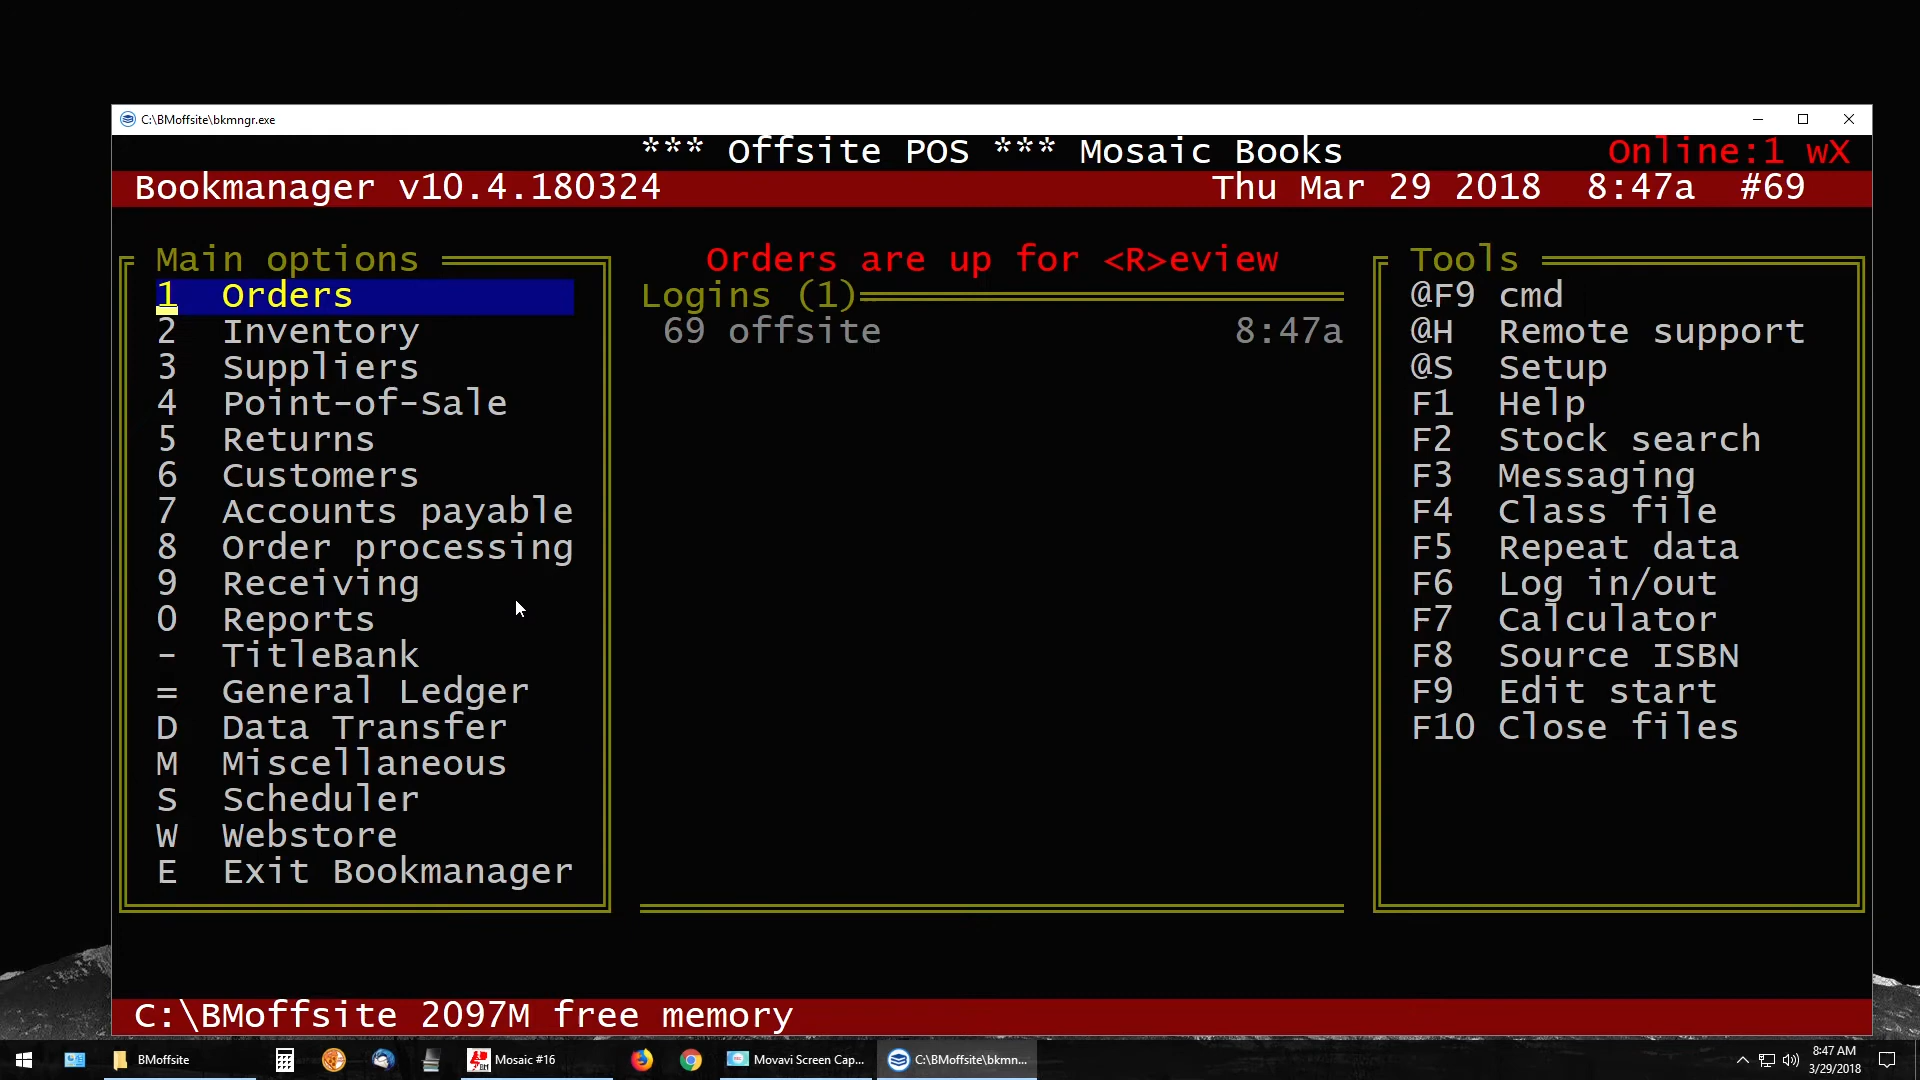 C:\BMoffsite\bkmngr.exe
*** Offsite POS *** Mosaic Books Online:1 wX
Bookmanager v10.4.180324 Thu Mar 29 2018 8:47a #69
Main options
1 Orders
2 Inventory
3 Suppliers
4 Point-of-Sale
5 Returns
6 Customers
7 Accounts payable
8 Order processing
9 Receiving
0 Reports
- TitleBank
= General Ledger
D Data Transfer
M Miscellaneous
S Scheduler
W Webstore
E Exit Bookmanager
Orders are up for <R>eview
Logins (1)
69 offsite 8:47a
Tools
@F9 cmd
@H Remote support
@S Setup
F1 Help
F2 Stock search
F3 Messaging
F4 Class file
F5 Repeat data
F6 Log in/out
F7 Calculator
F8 Source ISBN
F9 Edit start
F10 Close files
C:\BMoffsite 2097M free memory
BMoffsite
Mosaic #16
Movavi Screen Cap...
C:\BMoffsite\bkmn...
8:47 AM
3/29/2018